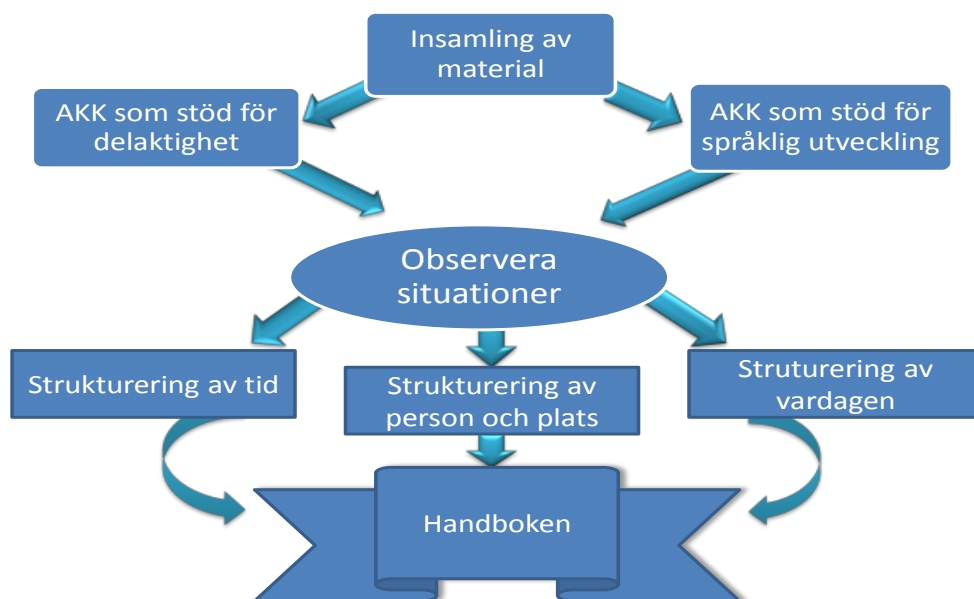 Insamling av
material
AKK som stöd för
delaktighet
AKK som stöd för
språklig utveckling
Observera
situationer
Strukturering av tid
Strukturering av
person och plats
Struturering av
vardagen
Handboken